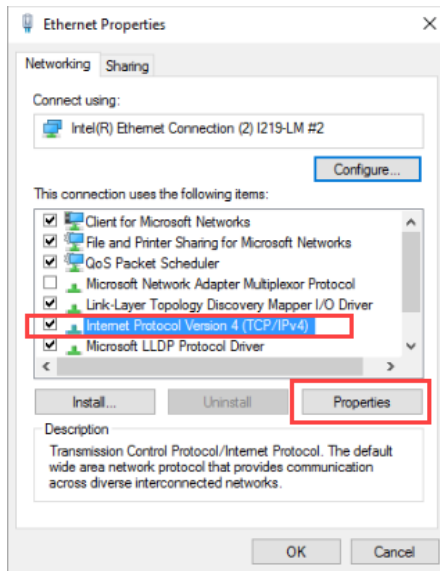 Ethernet Properties
Networking Sharing
Connect using:
Intel(R) Ethernet Connection (2) I219-LM #2
Configure...
This connection uses the following items:
Client for Microsoft Networks
File and Printer Sharing for Microsoft Networks
QoS Packet Scheduler
Microsoft Network Adapter Multiplexor Protocol
Link-Layer Topology Discovery Mapper I/O Driver
Internet Protocol Version 4 (TCP/IPv4)
Microsoft LLDP Protocol Driver
Install... Uninstall Properties
Description
Transmission Control Protocol/Internet Protocol. The default
wide area network protocol that provides communication
across diverse interconnected networks.
OK Cancel